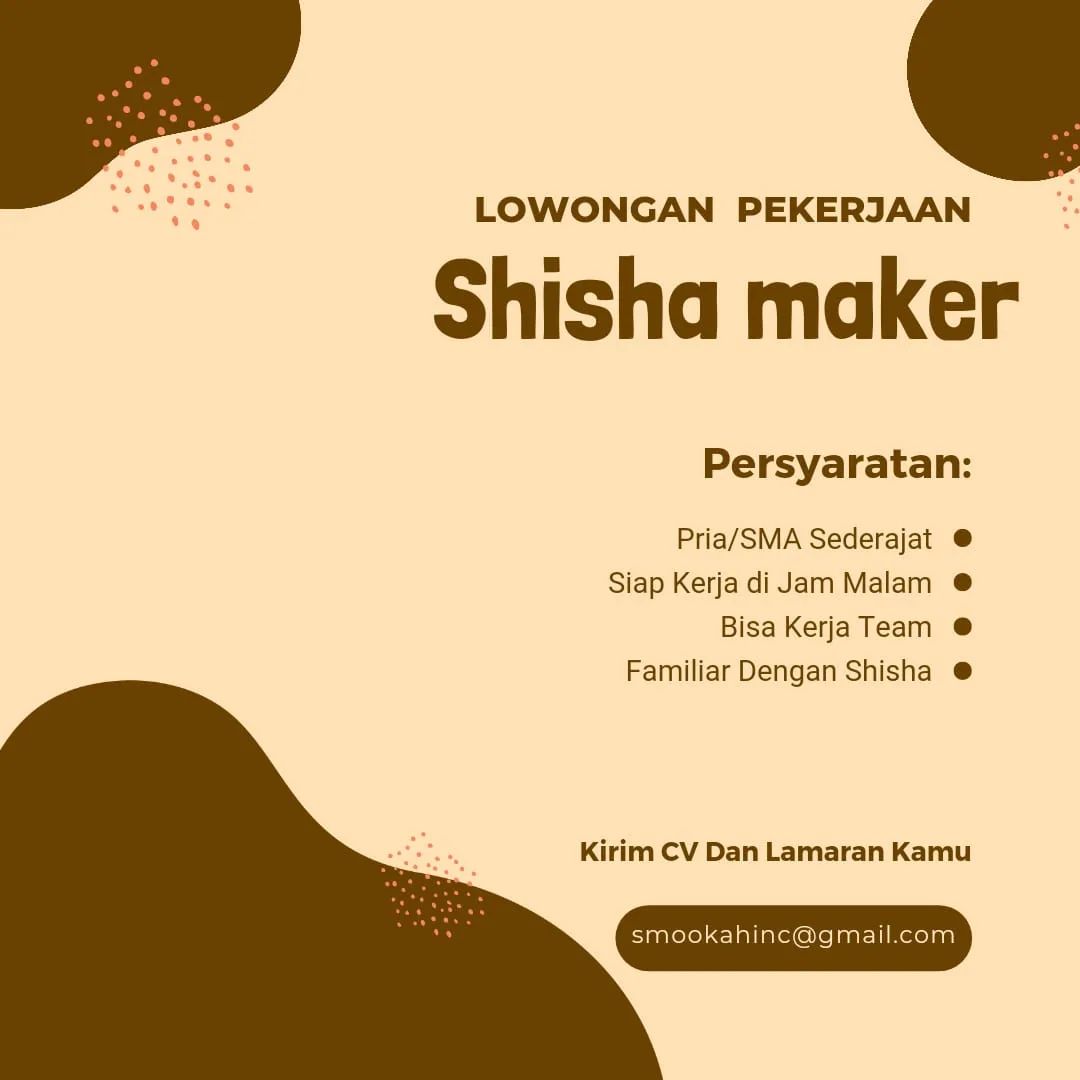 LOWONGAN PEKERJAAN
Shisha maker
Persyaratan:
Pria/SMA Sederajat
Siap Kerja di Jam Malam
Bisa Kerja Team
Familiar Dengan Shisha
Kirim CV Dan Lamaran Kamu
smookahinc@gmail.com